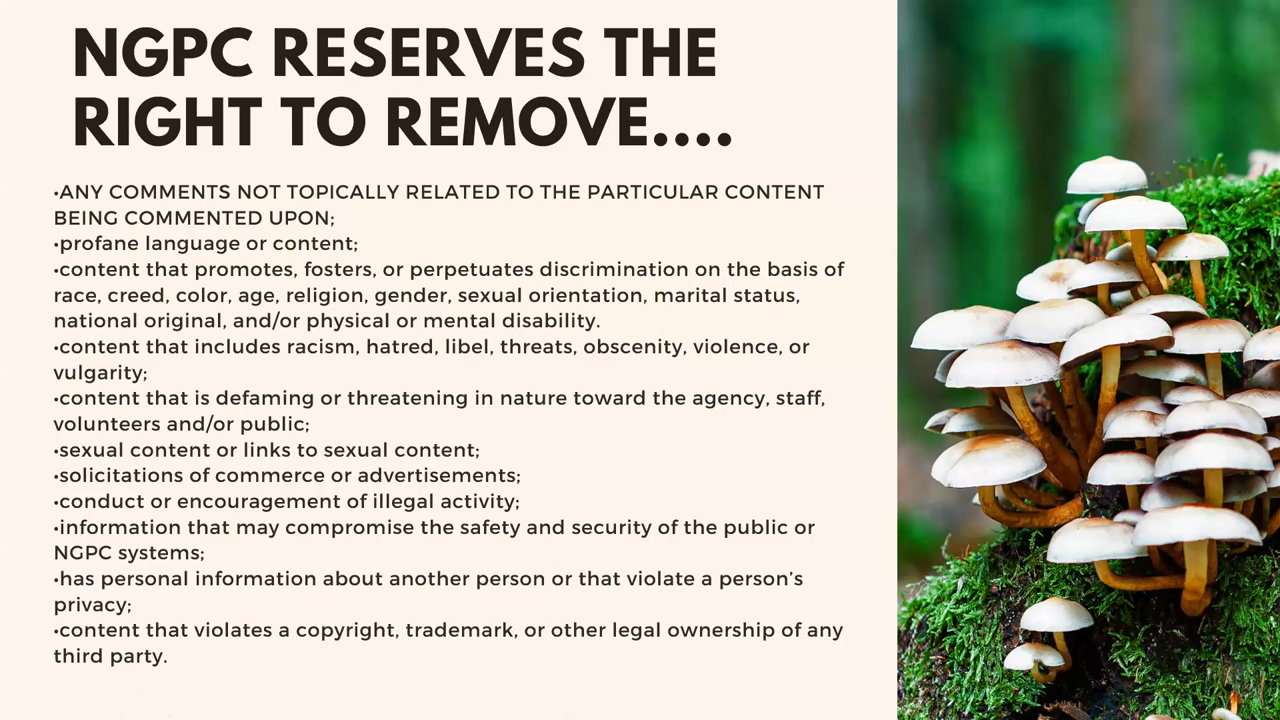 NGPC RESERVES THE
RIGHT TO REMOVE....
•ANY COMMENTS NOT TOPICALLY RELATED TO THE PARTICULAR CONTENT
BEING COMMENTED UPON;
•profane language or content;
•content that promotes, fosters, or perpetuates discrimination on the basis of
race, creed, color, age, religion, gender, sexual orientation, marital status,
national original, and/or physical or mental disability.
•content that includes racism, hatred, libel, threats, obscenity, violence, or
vulgarity;
•content that is defaming or threatening in nature toward the agency, staff,
volunteers and/or public;
•sexual content or links to sexual content;
•solicitations of commerce or advertisements;
•conduct or encouragement of illegal activity;
•information that may compromise the safety and security of the public or
NGPC systems;
•has personal information about another person or that violate a person’s
privacy;
•content that violates a copyright, trademark, or other legal ownership of any
third party.